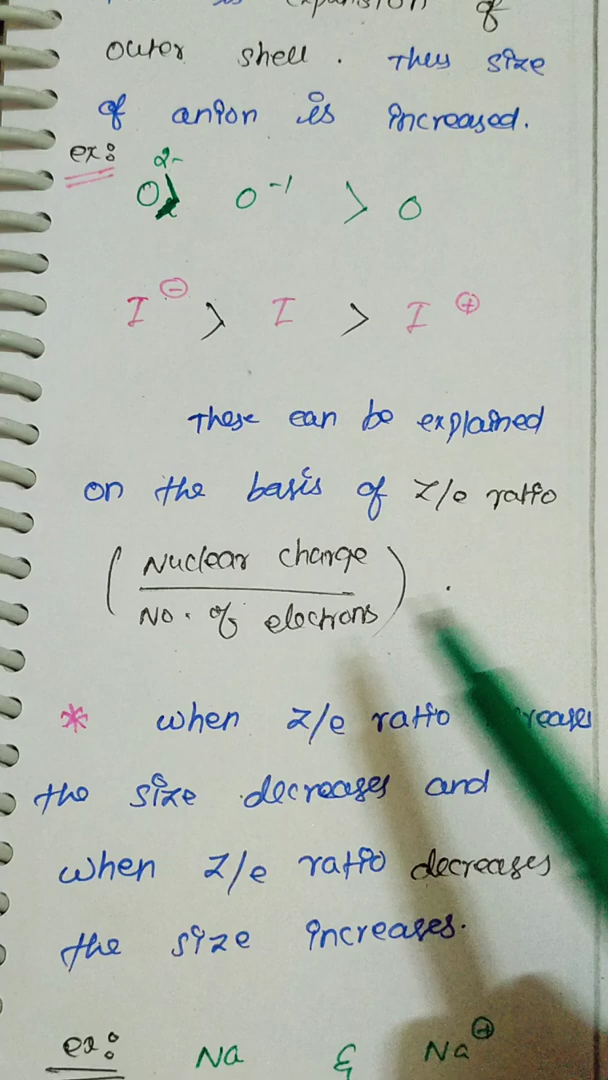 expansion of
outer shell. Thus size
of anion is increased.
ex:
O²⁻ > O⁻¹ > O
I⁻ > I > I⁺
These can be explained
on the basis of Z/e ratio
(Nuclear charge
No. of electrons) .
* when Z/e ratio
the size decreases and
when Z/e ratio decreases
the size increases.
ex: Na & Na⁺